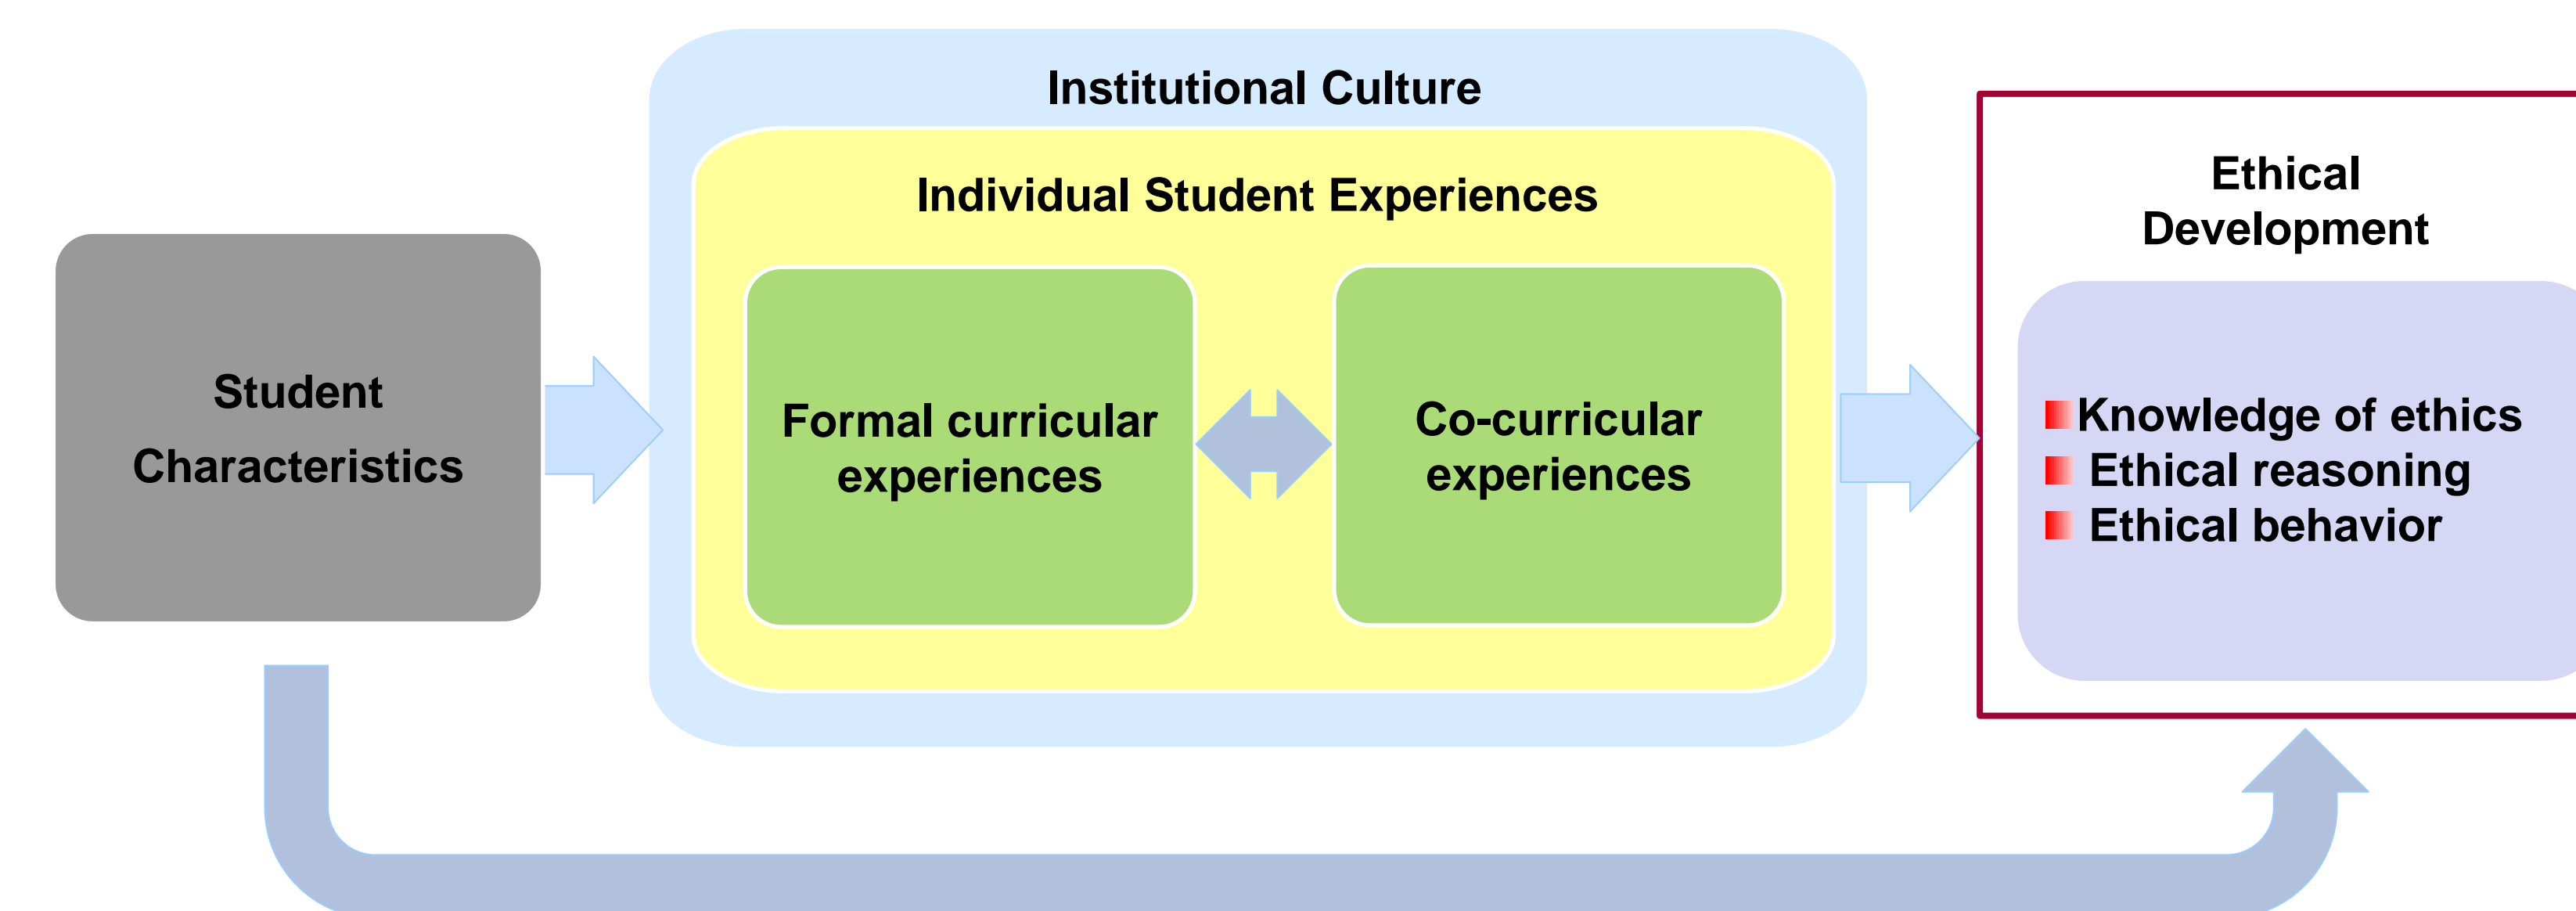 Institutional Culture
Individual Student Experiences
Student
Characteristics
Formal curricular
experiences
Co-curricular
experiences
Ethical
Development
Knowledge of ethics
Ethical reasoning
Ethical behavior